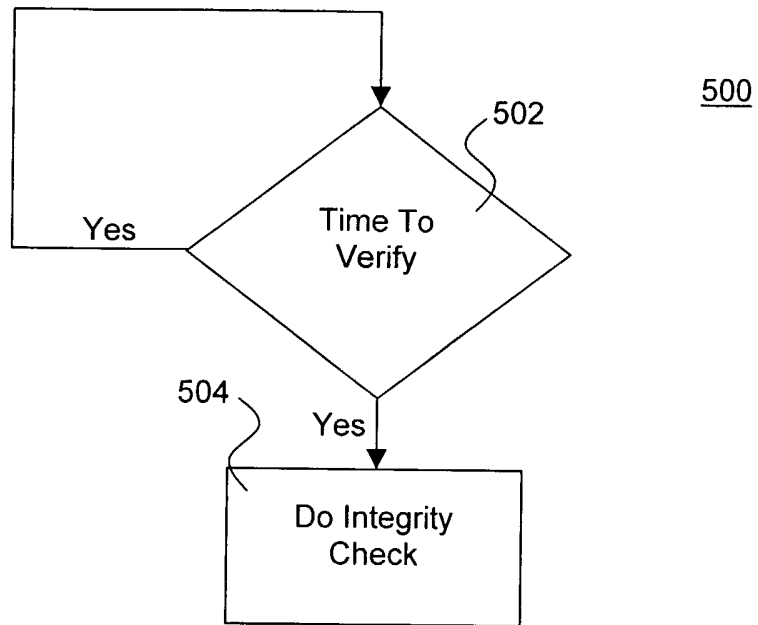 500
502
Time To
Verify
Yes
504
Yes
Do Integrity
Check